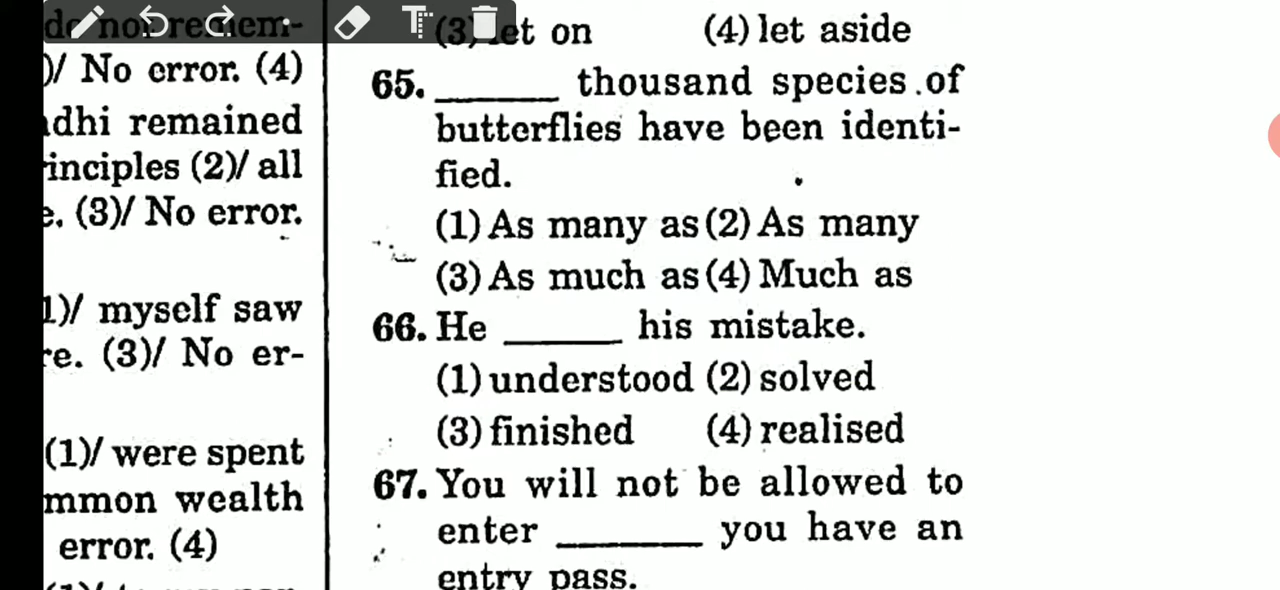 do not remem-
)/ No error. (4)
dhi remained
inciples (2)/ all
e. (3)/ No error.
1)/ myself saw
re. (3)/ No er-
(1)/ were spent
mmon wealth
error. (4)
(3) let on (4) let aside
65. ______ thousand species of
butterflies have been identi-
fied.
(1) As many as (2) As many
(3) As much as (4) Much as
66. He ______ his mistake.
(1) understood (2) solved
(3) finished (4) realised
67. You will not be allowed to
enter ______ you have an
entry pass.